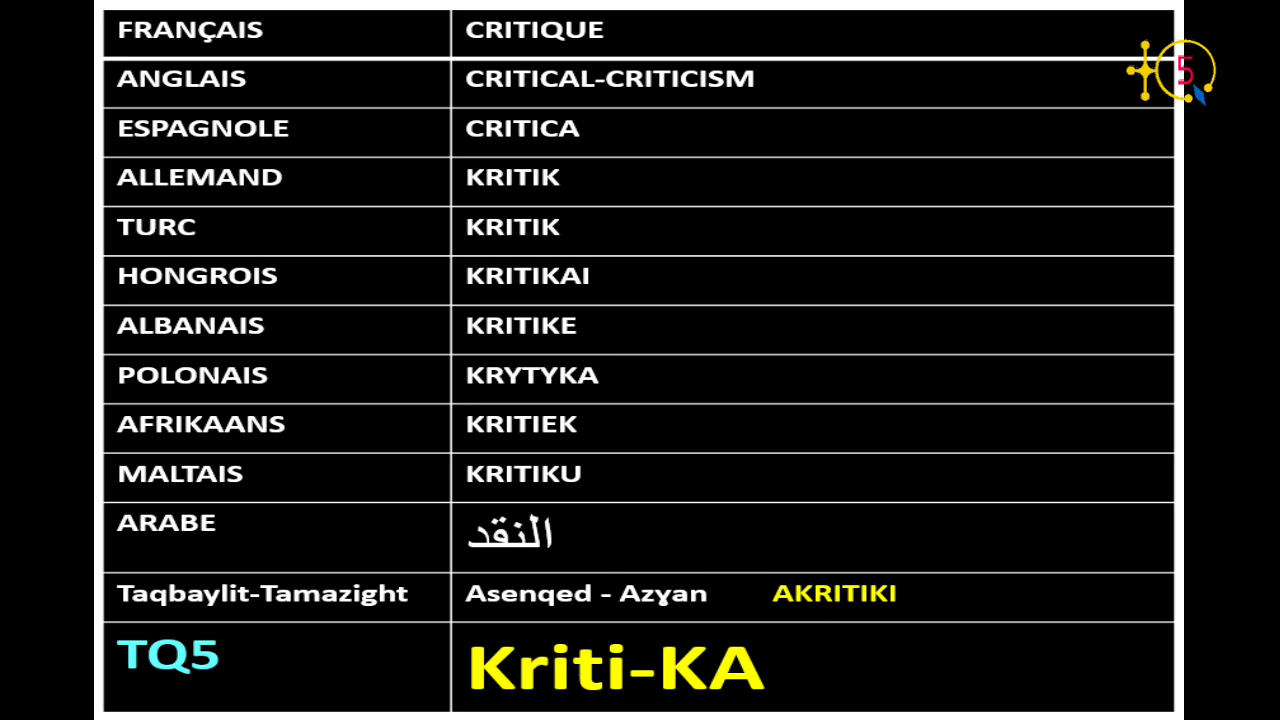 FRANÇAIS CRITIQUE
ANGLAIS CRITICAL-CRITICISM
ESPAGNOLE CRITICA
ALLEMAND KRITIK
TURC KRITIK
HONGROIS KRITIKAI
ALBANAIS KRITIKE
POLONAIS KRYTYKA
AFRIKAANS KRITIEK
MALTAIS KRITIKU
ARABE النقد
Taqbaylit-Tamazight Asenqed - Azɣan AKRITIKI
TQ5 Kriti-KA
5